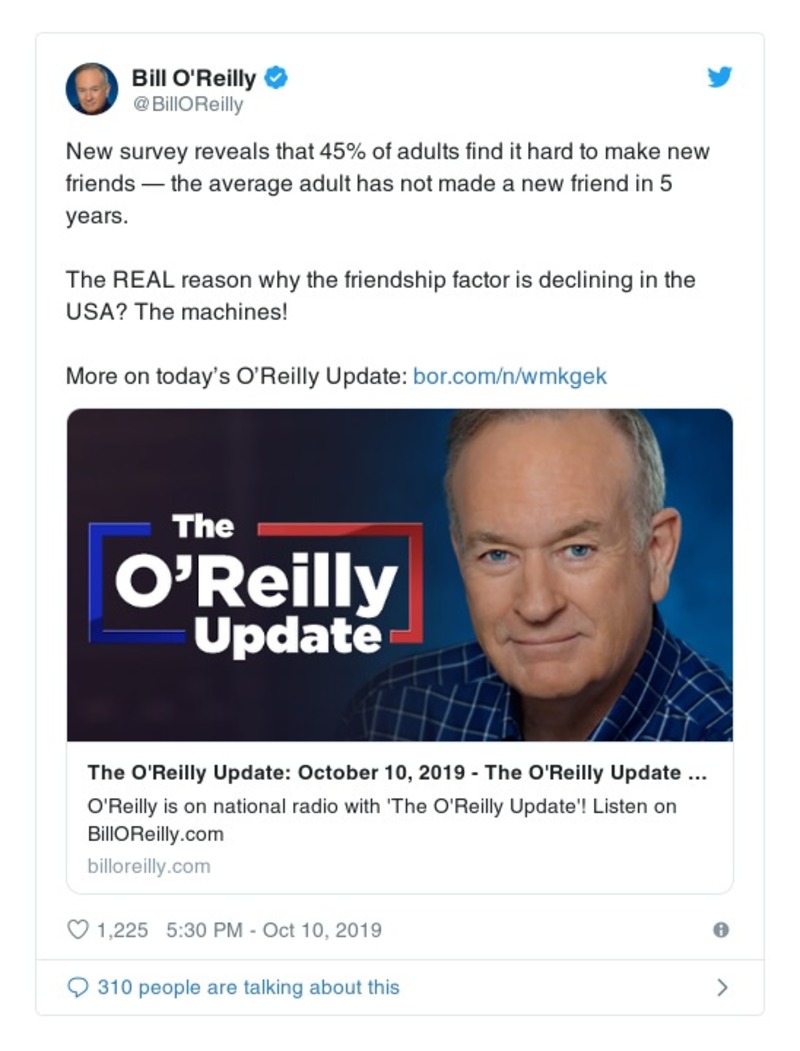 Bill O'Reilly
@BillOReilly
New survey reveals that 45% of adults find it hard to make new
friends — the average adult has not made a new friend in 5
years.
The REAL reason why the friendship factor is declining in the
USA? The machines!
More on today’s O’Reilly Update: bor.com/n/wmkgek
The
O’Reilly
Update
The O'Reilly Update: October 10, 2019 - The O'Reilly Update ...
O'Reilly is on national radio with 'The O'Reilly Update'! Listen on
BillOReilly.com
billoreilly.com
1,225 5:30 PM - Oct 10, 2019
310 people are talking about this